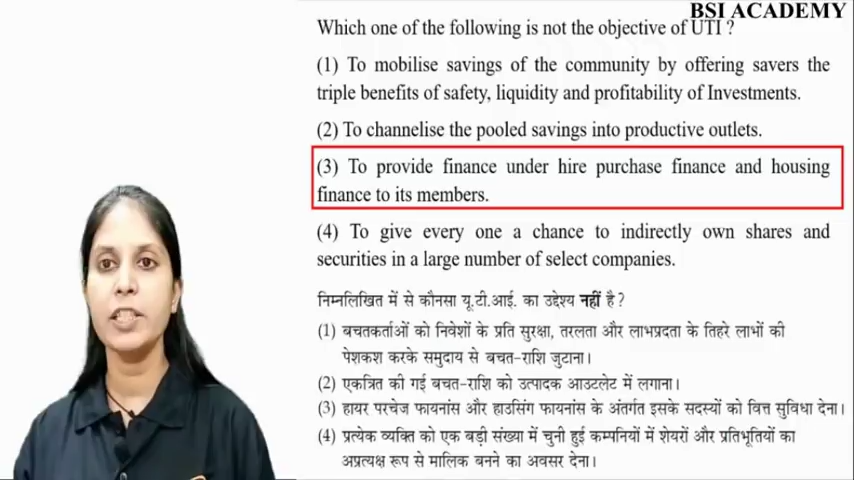 BSI ACADEMY
Which one of the following is not the objective of UTI ?
(1) To mobilise savings of the community by offering savers the
triple benefits of safety, liquidity and profitability of Investments.
(2) To channelise the pooled savings into productive outlets.
(3) To provide finance under hire purchase finance and housing
finance to its members.
(4) To give every one a chance to indirectly own shares and
securities in a large number of select companies.
निम्नलिखित में से कौनसा यू.टी.आई. का उद्देश्य नहीं है ?
(1) बचतकर्ताओं को निवेशों के प्रति सुरक्षा, तरलता और लाभप्रदता के तिहरे लाभों की
पेशकश करके समुदाय से बचत-राशि जुटाना।
(2) एकत्रित की गई बचत-राशि को उत्पादक आउटलेट में लगाना।
(3) हायर परचेज फायनांस और हाउसिंग फायनांस के अंतर्गत इसके सदस्यों को वित्त सुविधा देना।
(4) प्रत्येक व्यक्ति को एक बड़ी संख्या में चुनी हुई कम्पनियों में शेयरों और प्रतिभूतियों का
अप्रत्यक्ष रूप से मालिक बनने का अवसर देना।